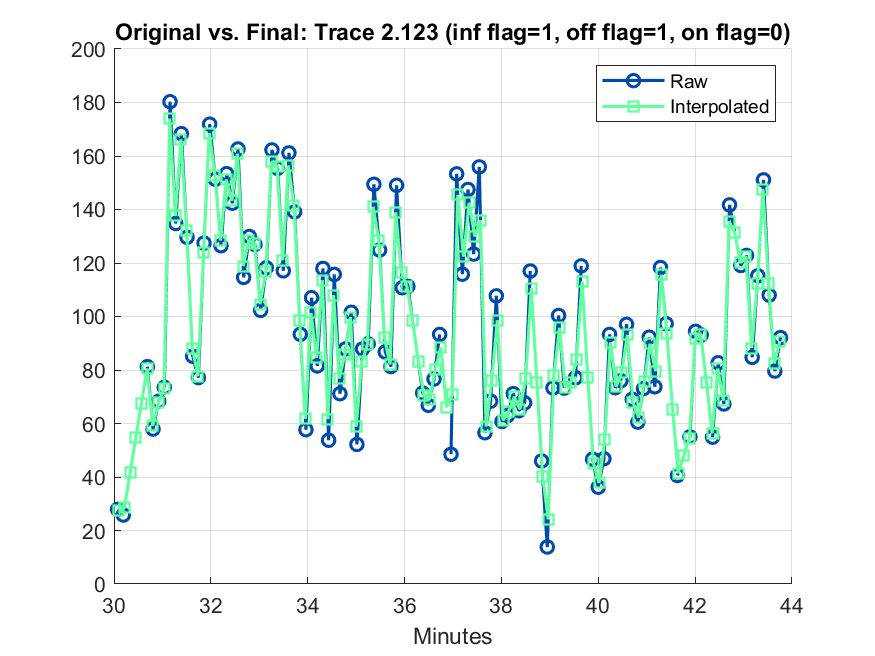 Original vs. Final: Trace 2.123 (inf flag=1, off flag=1, on flag=0)
200
180
160
140
120
100
80
60
40
20
0
Raw
Interpolated
30 32 34 36 38 40 42 44
Minutes